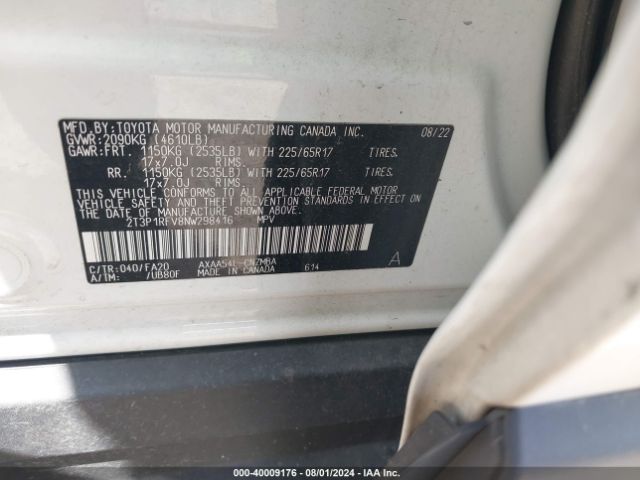 MFD. BY:TOYOTA MOTOR MANUFACTURING CANADA, INC. 08/22
GVWR:2090KG (4610LB)
GAWR:FRT. 1150KG (2535LB) WITH 225/65R17 TIRES.
17x7.0J RIMS.
RR. 1150KG (2535LB) WITH 225/65R17 TIRES.
17x7.0J RIMS.
THIS VEHICLE CONFORMS TO ALL APPLICABLE FEDERAL MOTOR
VEHICLE SAFETY AND THEFT PREVENTION STANDARDS IN EFFECT ON
THE DATE OF MANUFACTURE SHOWN ABOVE.
2T3P1RFV8NW298416 MPV
C/TR:040/FA20 AXAA54L-CNZMBA 614 A
A/TM: /UB80F MADE IN CANADA
000-40009176 - 08/01/2024 - IAA Inc.